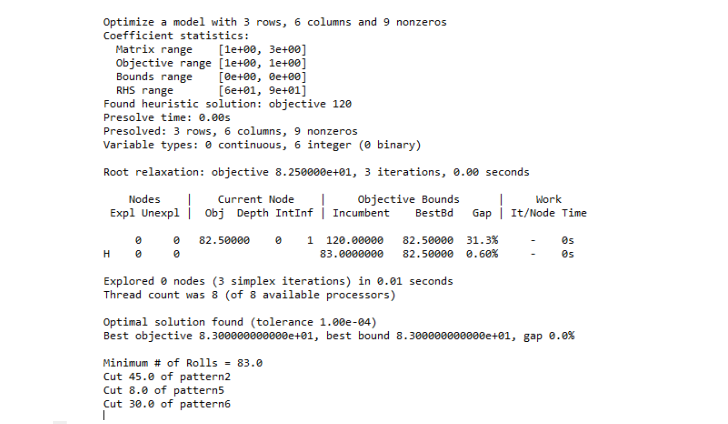 Optimize a model with 3 rows, 6 columns and 9 nonzeros
Coefficient statistics:
  Matrix range    [1e+00, 3e+00]
  Objective range [1e+00, 1e+00]
  Bounds range    [0e+00, 0e+00]
  RHS range       [6e+01, 9e+01]
Found heuristic solution: objective 120
Presolve time: 0.00s
Presolved: 3 rows, 6 columns, 9 nonzeros
Variable types: 0 continuous, 6 integer (0 binary)
Root relaxation: objective 8.250000e+01, 3 iterations, 0.00 seconds
    Nodes    |    Current Node    |     Objective Bounds      |     Work
 Expl Unexpl |  Obj  Depth IntInf | Incumbent    BestBd   Gap | It/Node Time
     0     0   82.50000    0    1  120.00000   82.50000  31.3%     -    0s
H    0     0                      83.0000000   82.50000  0.60%     -    0s
Explored 0 nodes (3 simplex iterations) in 0.01 seconds
Thread count was 8 (of 8 available processors)
Optimal solution found (tolerance 1.00e-04)
Best objective 8.300000000000e+01, best bound 8.300000000000e+01, gap 0.0%
Minimum # of Rolls = 83.0
Cut 45.0 of pattern2
Cut 8.0 of pattern5
Cut 30.0 of pattern6